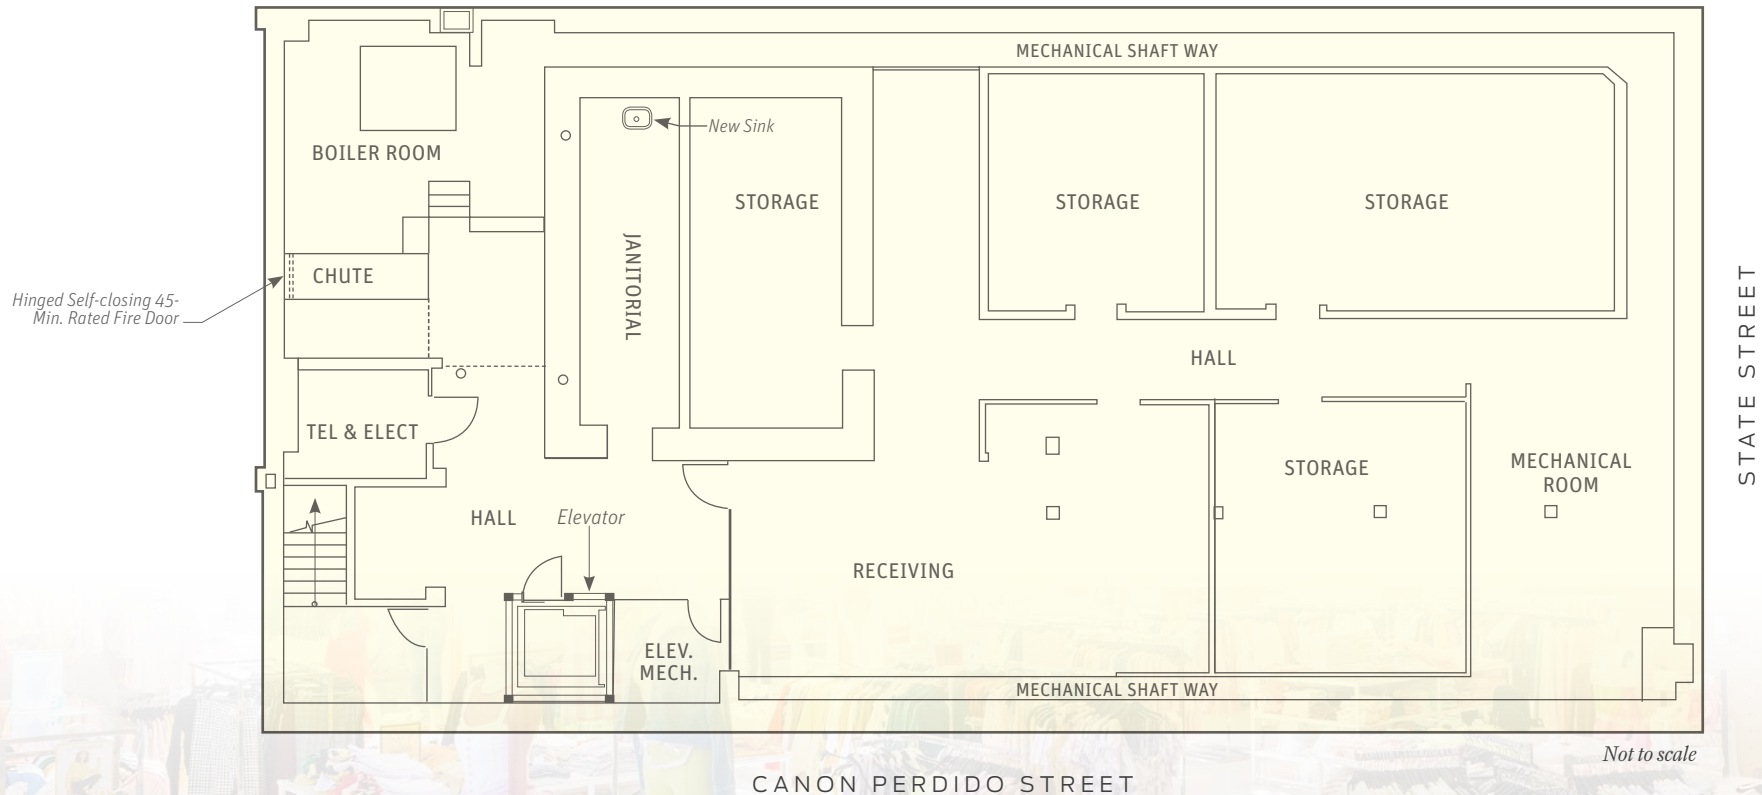 MECHANICAL SHAFT WAY
New Sink
BOILER ROOM
STORAGE
STORAGE
STORAGE
JANITORIAL
CHUTE
Hinged Self-closing 45-
Min. Rated Fire Door
STATE STREET
HALL
TEL & ELECT
STORAGE
MECHANICAL
ROOM
HALL
Elevator
RECEIVING
ELEV.
MECH.
MECHANICAL SHAFT WAY
Not to scale
CANON PERDIDO STREET